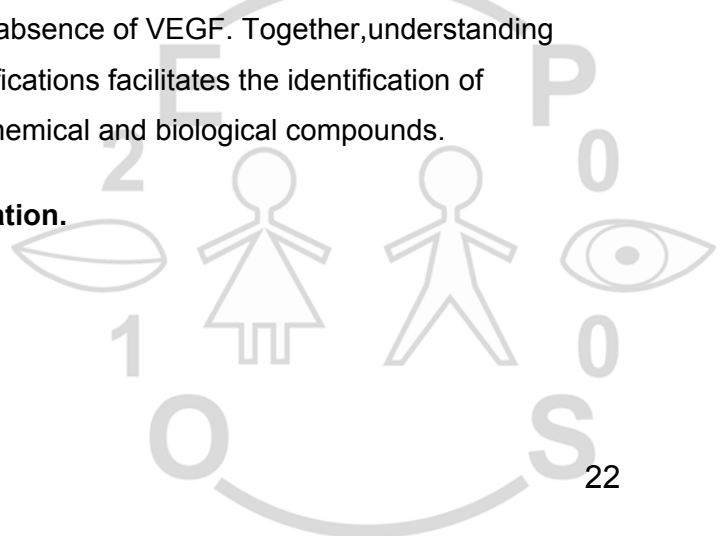 absence of VEGF. Together,understanding
fications facilitates the identification of
hemical and biological compounds.
ation.
E P
2 0
1 0
O S
22